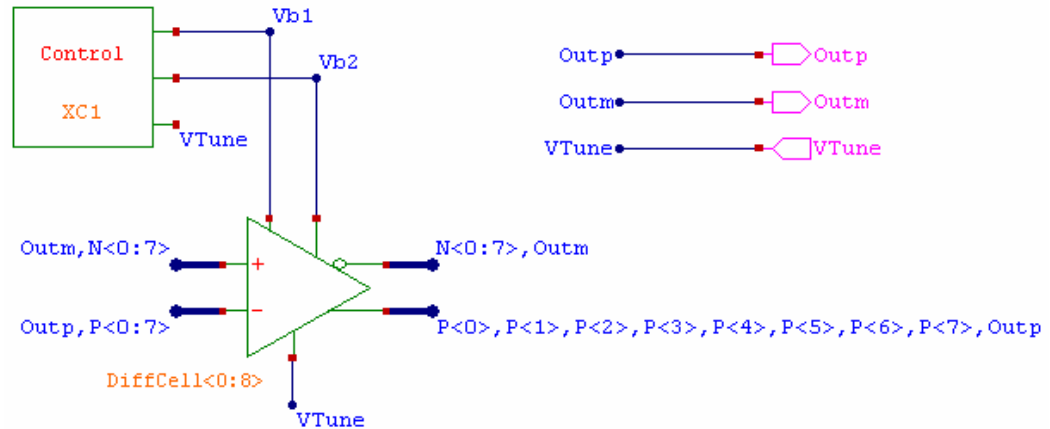 Vb1
Control
Vb2
XC1
VTune
Outp Outp
Outm Outm
VTune VTune
Outm,N<0:7>
+
N<0:7>,Outm
Outp,P<0:7>
-
P<0>,P<1>,P<2>,P<3>,P<4>,P<5>,P<6>,P<7>,Outp
DiffCell<0:8>
VTune